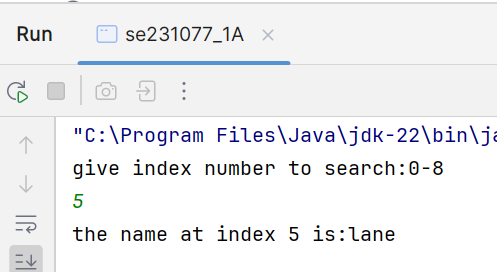 Run se231077_1A
"C:\Program Files\Java\jdk-22\bin\ja
give index number to search:0-8
5
the name at index 5 is:lane